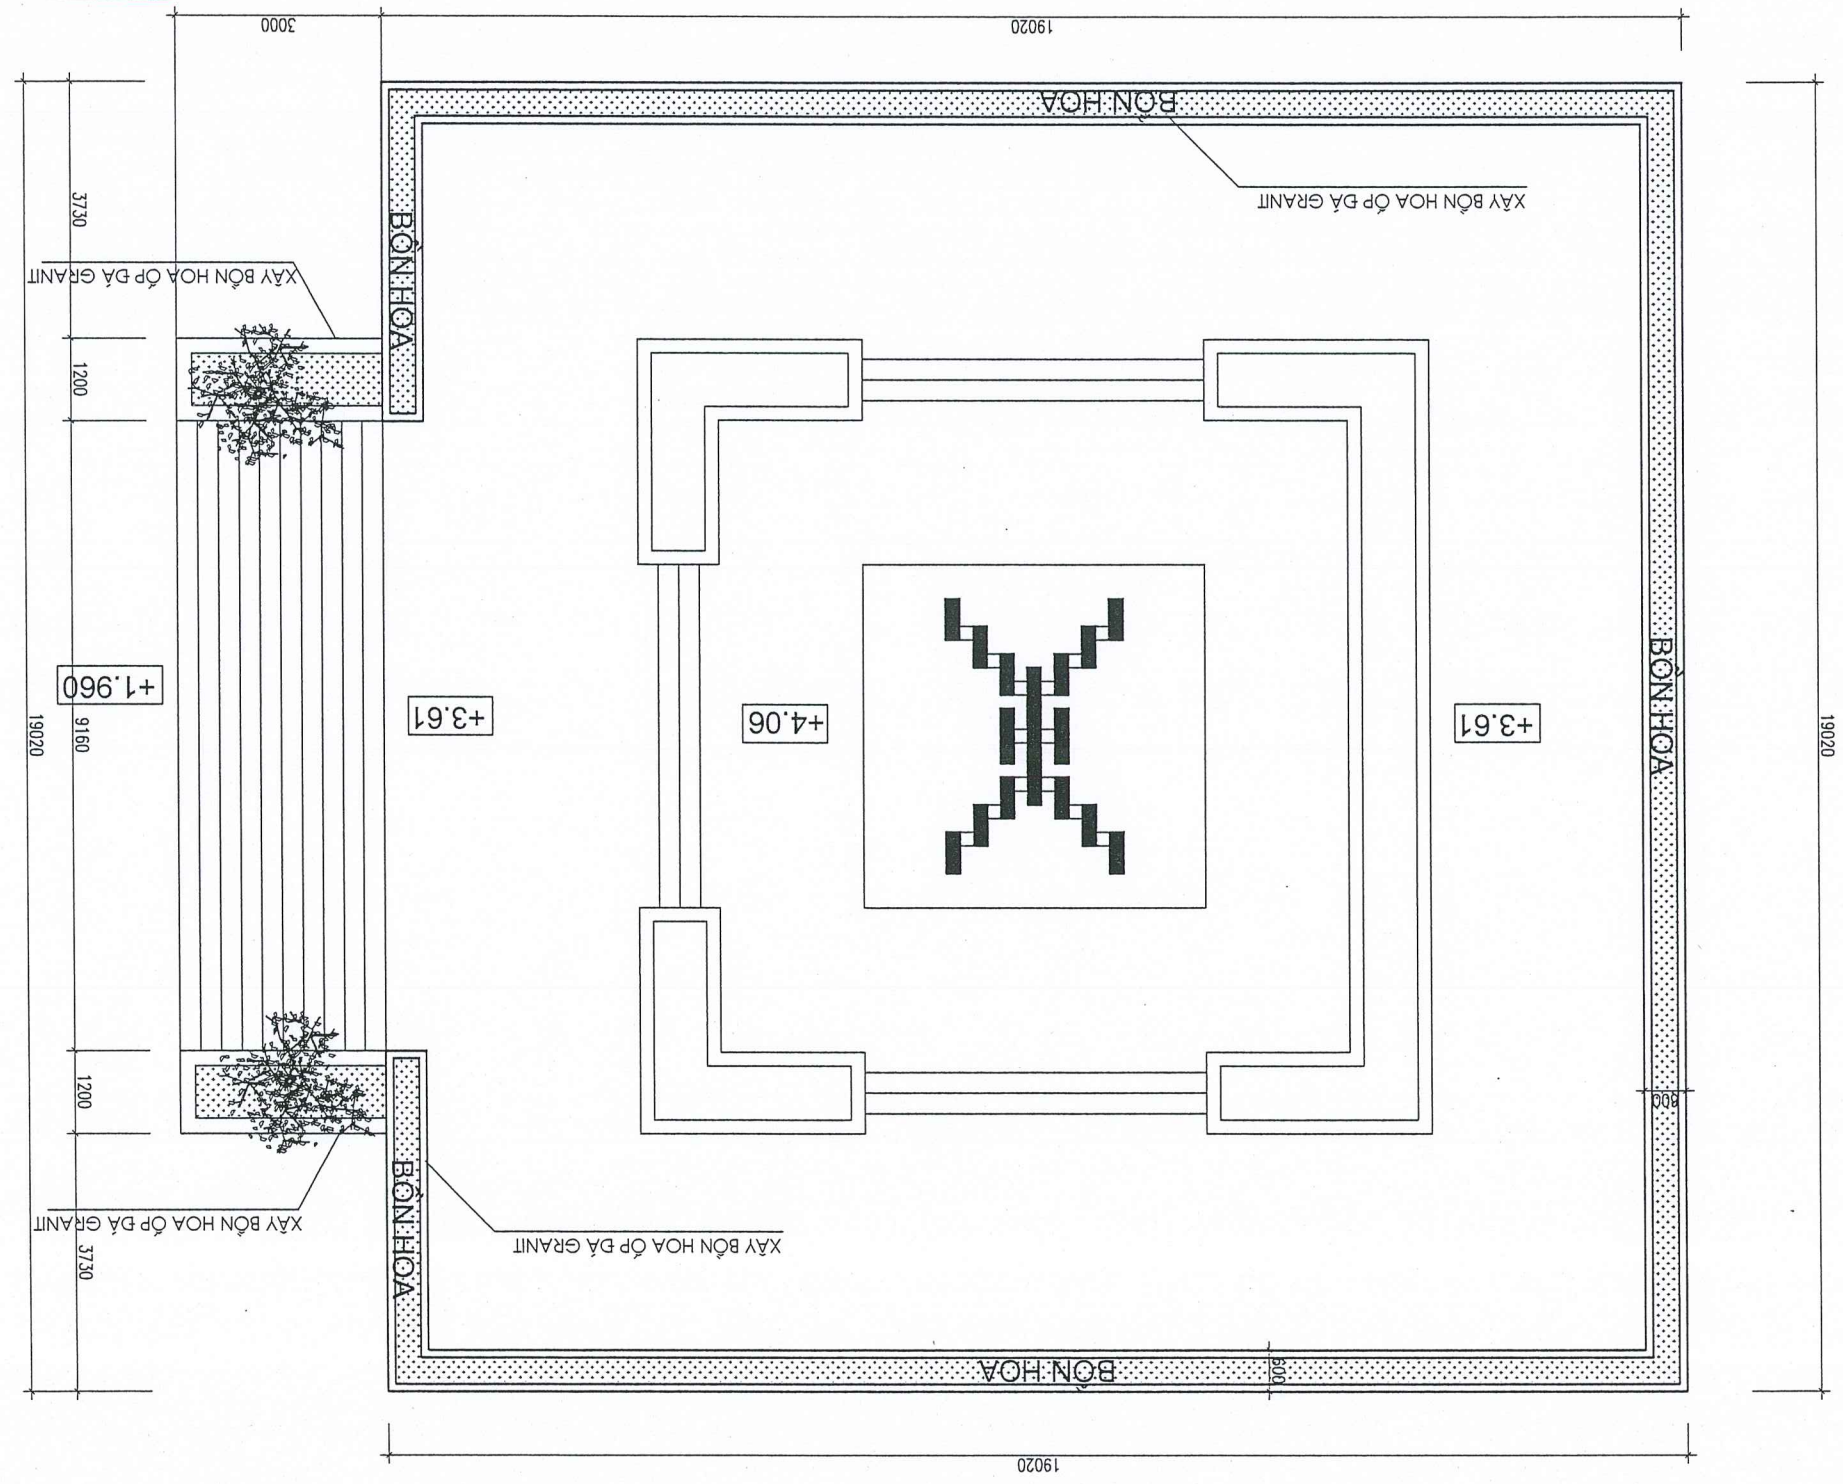 3000
19020
BỒN HOA
XÂY BỒN HOA ỐP ĐÁ GRANIT
3730
BỒN HOA
XÂY BỒN HOA ỐP ĐÁ GRANIT
1200
+1.960
19020
9160
+3.61
+4.06
+3.61
BỒN HOA
19020
1200
600
XÂY BỒN HOA ỐP ĐÁ GRANIT
3730
BỒN HOA
XÂY BỒN HOA ỐP ĐÁ GRANIT
BỒN HOA
600
19020